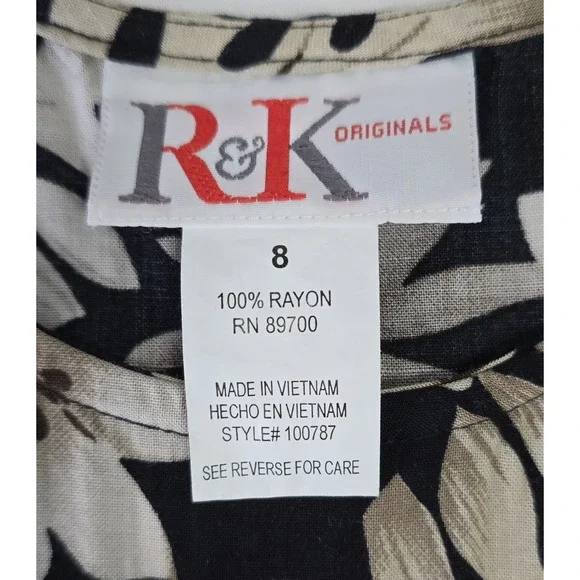 R&K ORIGINALS
8
100% RAYON
RN 89700
MADE IN VIETNAM
HECHO EN VIETNAM
STYLE# 100787
SEE REVERSE FOR CARE